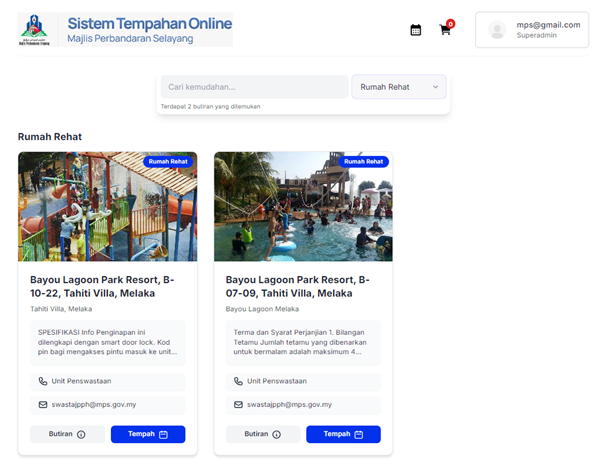 Sistem Tempahan Online
Majlis Perbandaran Selayang
Majlis Perbandaran Selayang
0
mps@gmail.com
Superadmin
Cari kemudahan...
Rumah Rehat
Terdapat 2 butiran yang ditemukan
Rumah Rehat
Rumah Rehat
Bayou Lagoon Park Resort, B-
10-22, Tahiti Villa, Melaka
Tahiti Villa, Melaka
SPESIFIKASI Info Penginapan ini
dilengkapi dengan smart door lock. Kod
pin bagi mengakses pintu masuk ke unit...
Unit Penswastaan
swastajpph@mps.gov.my
Butiran
Tempah
Rumah Rehat
Bayou Lagoon Park Resort, B-
07-09, Tahiti Villa, Melaka
Bayou Lagoon Melaka
Terma dan Syarat Perjanjian 1. Bilangan
Tetamu Jumlah tetamu yang dibenarkan
untuk bermalam adalah maksimum 4...
Unit Penswastaan
swastajpph@mps.gov.my
Butiran
Tempah